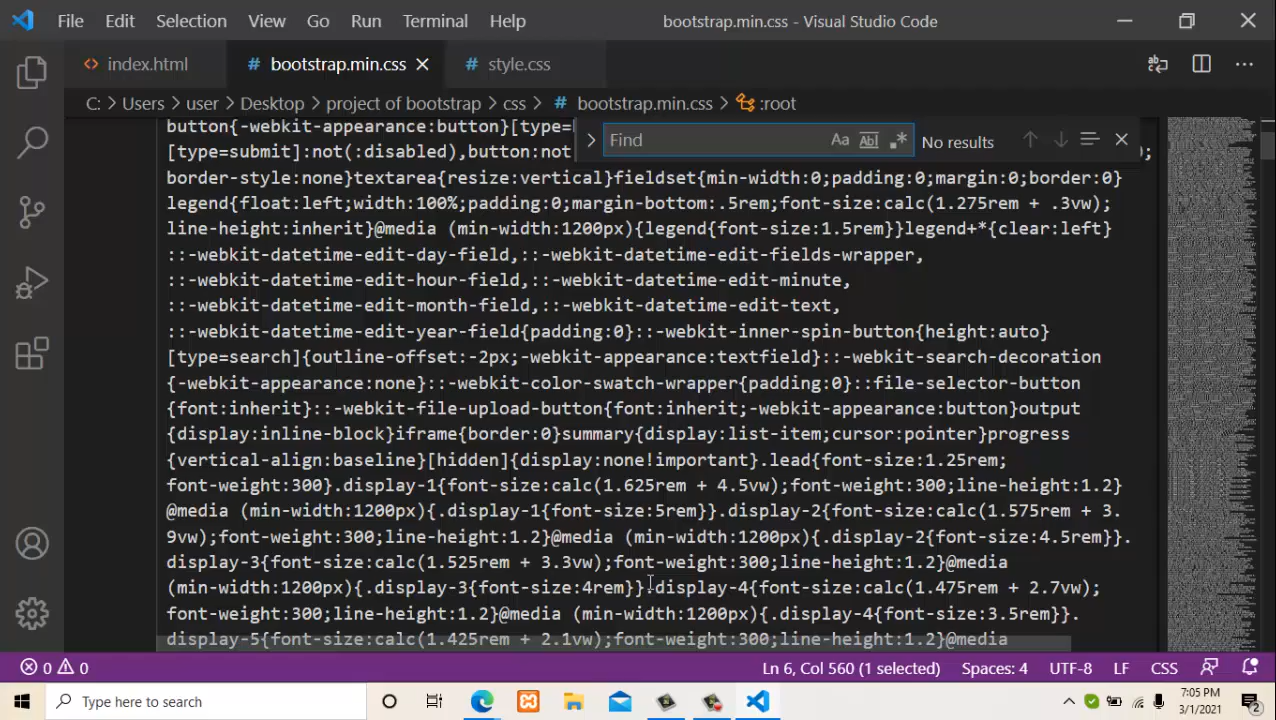 File Edit Selection View Go Run Terminal Help bootstrap.min.css - Visual Studio Code
<> index.html # bootstrap.min.css # style.css
C: > Users > user > Desktop > project of bootstrap > css > # bootstrap.min.css > :root
Find Aa Abl .* No results
button{-webkit-appearance:button}[type=
[type=submit]:not(:disabled),button:not ;
border-style:none}textarea{resize:vertical}fieldset{min-width:0;padding:0;margin:0;border:0}
legend{float:left;width:100%;padding:0;margin-bottom:.5rem;font-size:calc(1.275rem + .3vw);
line-height:inherit}@media (min-width:1200px){legend{font-size:1.5rem}}legend+*{clear:left}
::-webkit-datetime-edit-day-field,::-webkit-datetime-edit-fields-wrapper,
::-webkit-datetime-edit-hour-field,::-webkit-datetime-edit-minute,
::-webkit-datetime-edit-month-field,::-webkit-datetime-edit-text,
::-webkit-datetime-edit-year-field{padding:0}::-webkit-inner-spin-button{height:auto}
[type=search]{outline-offset:-2px;-webkit-appearance:textfield}::-webkit-search-decoration
{-webkit-appearance:none}::-webkit-color-swatch-wrapper{padding:0}::file-selector-button
{font:inherit}::-webkit-file-upload-button{font:inherit;-webkit-appearance:button}output
{display:inline-block}iframe{border:0}summary{display:list-item;cursor:pointer}progress
{vertical-align:baseline}[hidden]{display:none!important}.lead{font-size:1.25rem;
font-weight:300}.display-1{font-size:calc(1.625rem + 4.5vw);font-weight:300;line-height:1.2}
@media (min-width:1200px){.display-1{font-size:5rem}}.display-2{font-size:calc(1.575rem + 3.
9vw);font-weight:300;line-height:1.2}@media (min-width:1200px){.display-2{font-size:4.5rem}}.
display-3{font-size:calc(1.525rem + 3.3vw);font-weight:300;line-height:1.2}@media
(min-width:1200px){.display-3{font-size:4rem}}.display-4{font-size:calc(1.475rem + 2.7vw);
font-weight:300;line-height:1.2}@media (min-width:1200px){.display-4{font-size:3.5rem}}.
display-5{font-size:calc(1.425rem + 2.1vw);font-weight:300;line-height:1.2}@media
0 0 Ln 6, Col 560 (1 selected) Spaces: 4 UTF-8 LF CSS
Type here to search 7:05 PM
3/1/2021 2